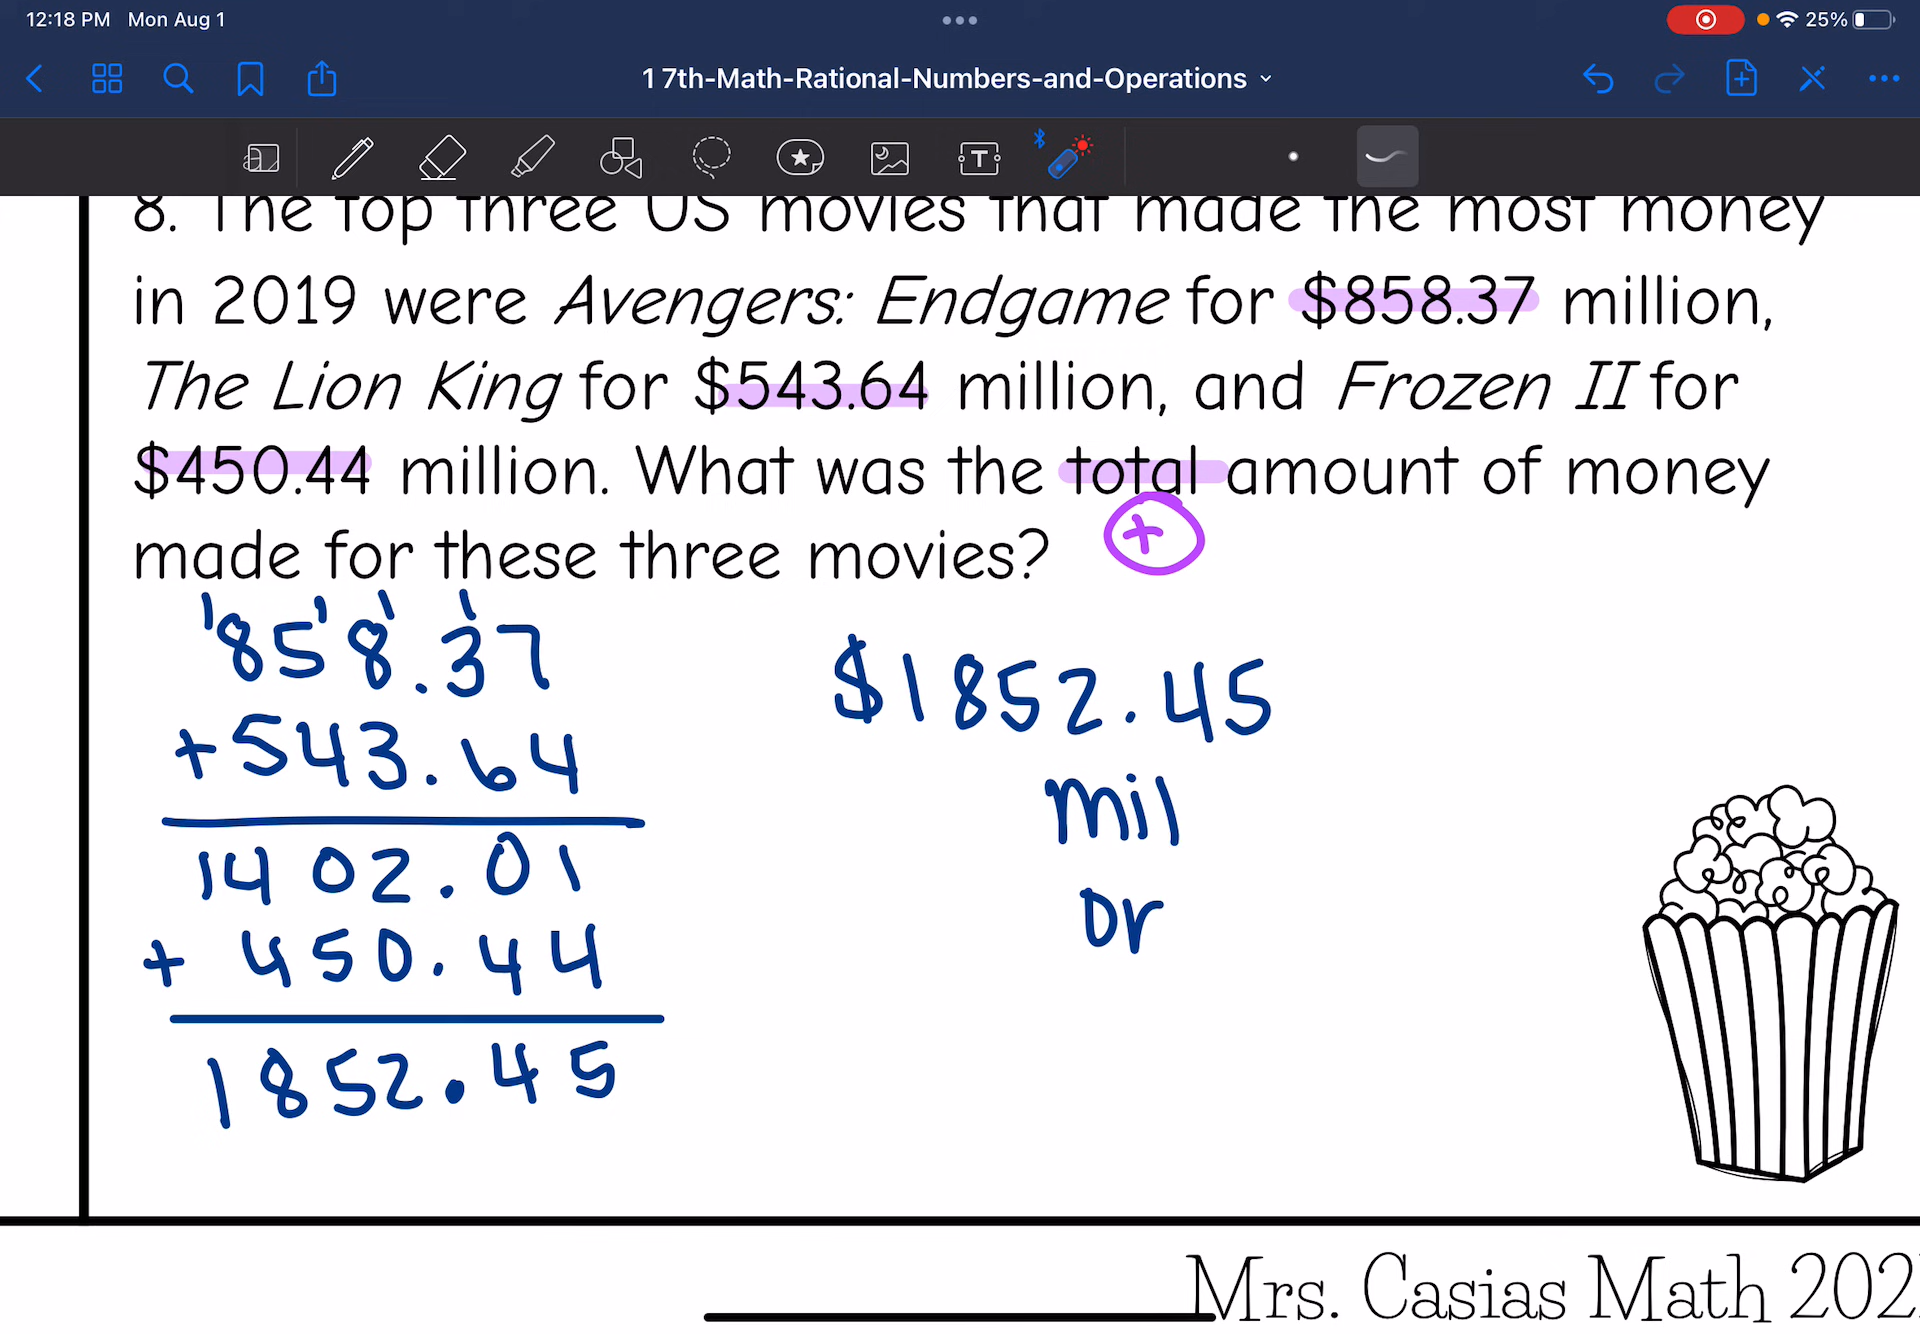 12:18 PM Mon Aug 1
25%
1 7th-Math-Rational-Numbers-and-Operations
T
8. The top three US movies that made the most money
in 2019 were Avengers: Endgame for $858.37 million,
The Lion King for $543.64 million, and Frozen II for
$450.44 million. What was the total amount of money
made for these three movies?
+
1 1 1 1
858.37
+543.64
1402.01
+ 450.44
1852.45
$1852.45
mil
or
Mrs. Casias Math 202